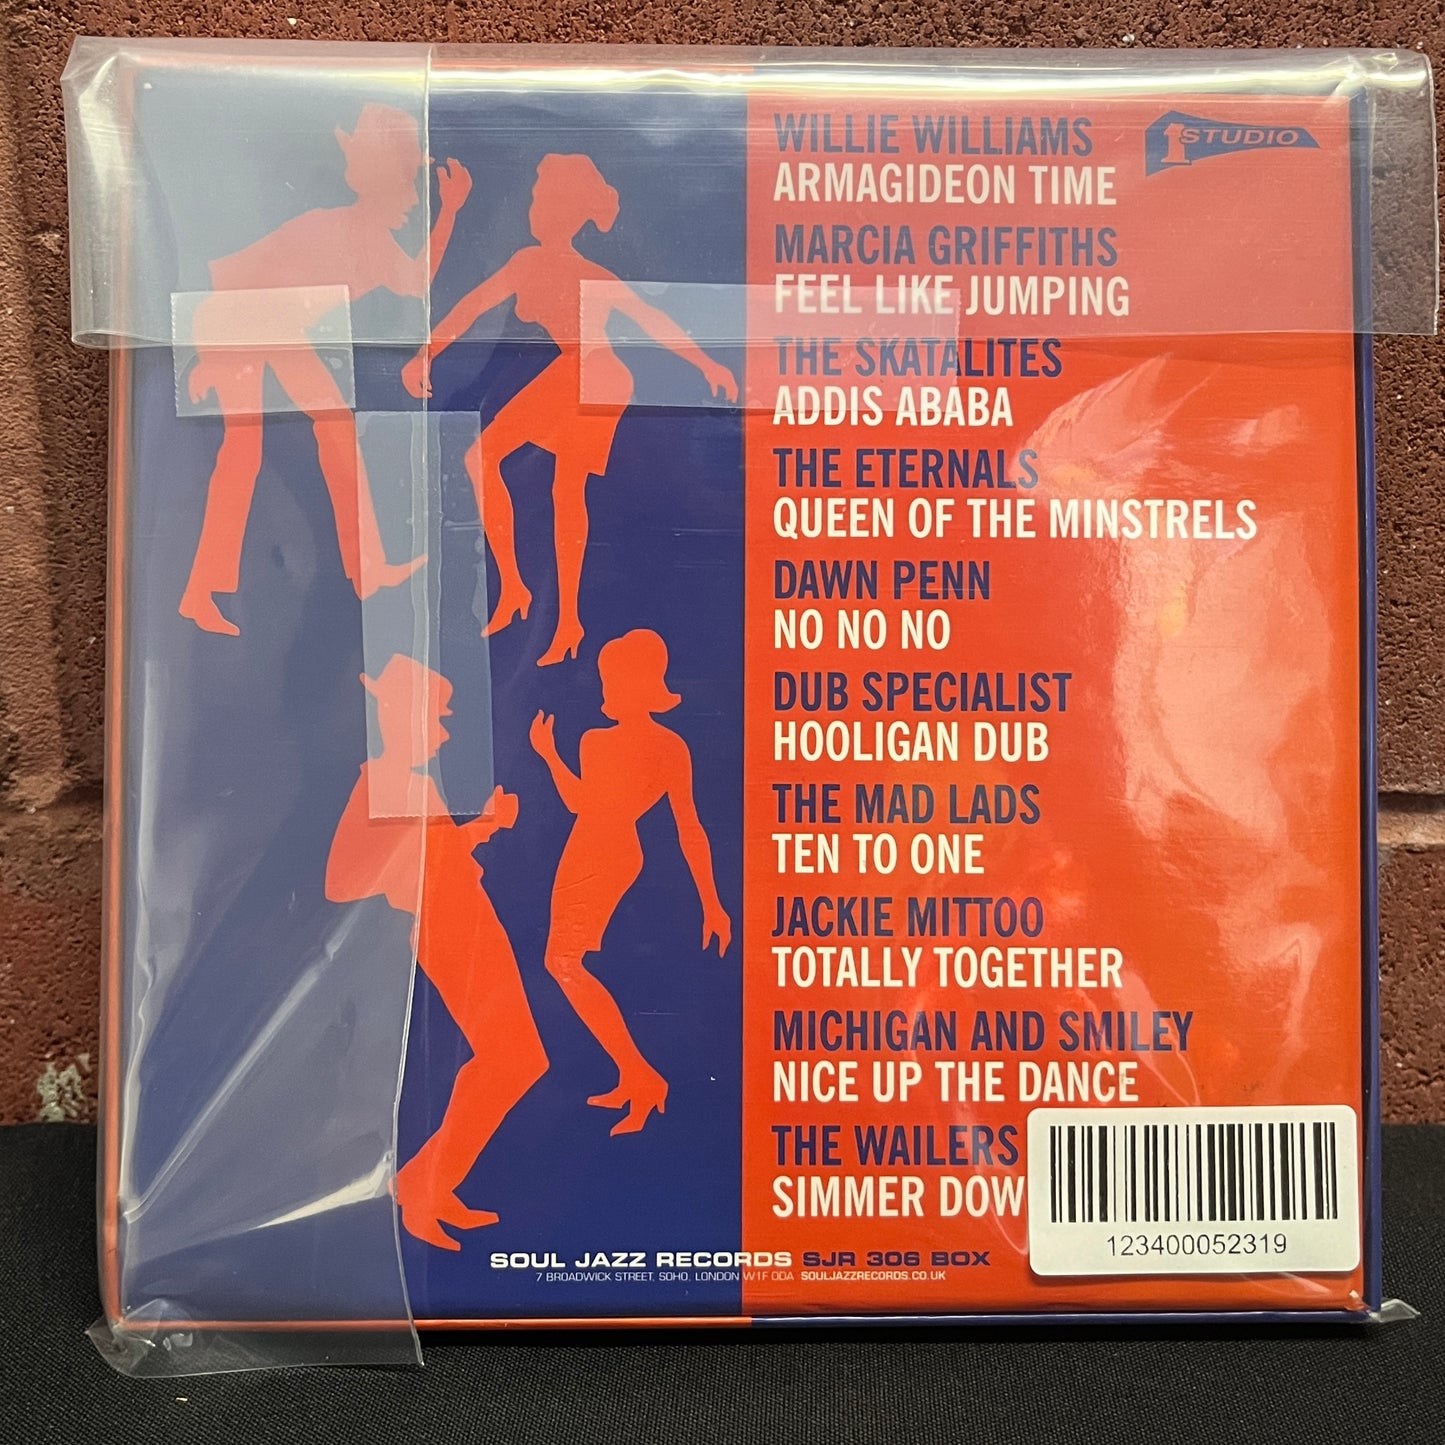 WILLIE WILLIAMS
1 STUDIO
ARMAGIDEON TIME
MARCIA GRIFFITHS
FEEL LIKE JUMPING
THE SKATALITES
ADDIS ABABA
THE ETERNALS
QUEEN OF THE MINSTRELS
DAWN PENN
NO NO NO
DUB SPECIALIST
HOOLIGAN DUB
THE MAD LADS
TEN TO ONE
JACKIE MITTOO
TOTALLY TOGETHER
MICHIGAN AND SMILEY
NICE UP THE DANCE
THE WAILERS
SIMMER DOW
123400052319
SOUL JAZZ RECORDS SJR 306 BOX
7 BROADWICK STREET, SOHO, LONDON W1F 0DA SOULJAZZRECORDS.CO.UK